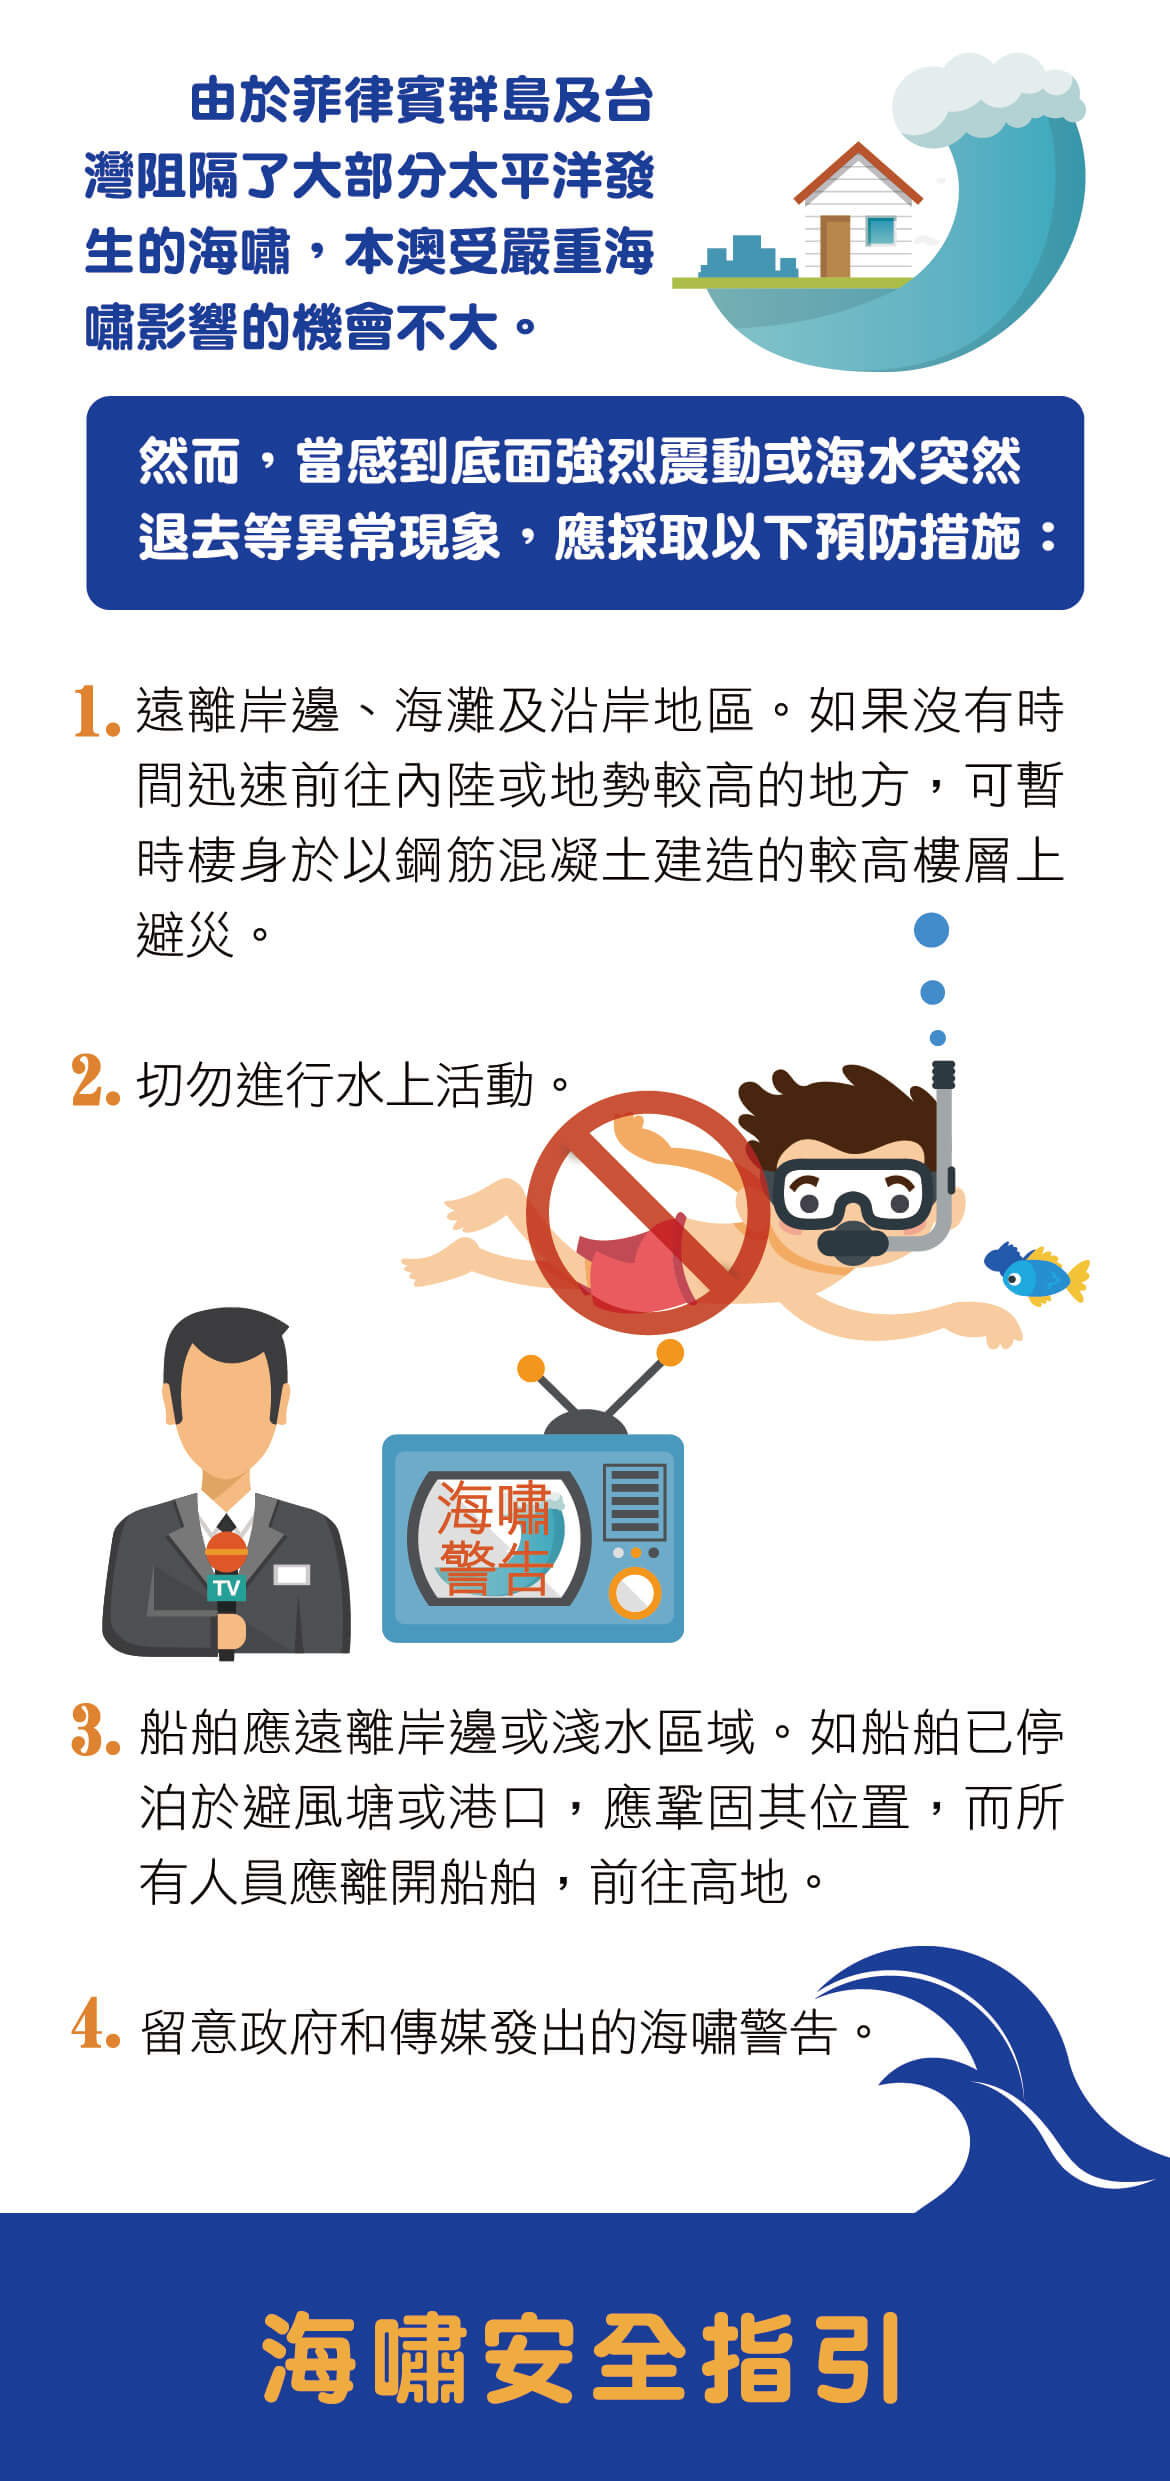 由於菲律賓群島及台
灣阻隔了大部分太平洋發
生的海嘯，本澳受嚴重海
嘯影響的機會不大。
然而，當感到底面強烈震動或海水突然
退去等異常現象，應採取以下預防措施：
1. 遠離岸邊、海灘及沿岸地區。如果沒有時
間迅速前往內陸或地勢較高的地方，可暫
時棲身於以鋼筋混凝土建造的較高樓層上
避災。
2. 切勿進行水上活動。
海嘯
警告
TV
3. 船舶應遠離岸邊或淺水區域。如船舶已停
泊於避風塘或港口，應鞏固其位置，而所
有人員應離開船舶，前往高地。
4. 留意政府和傳媒發出的海嘯警告。
海嘯安全指引